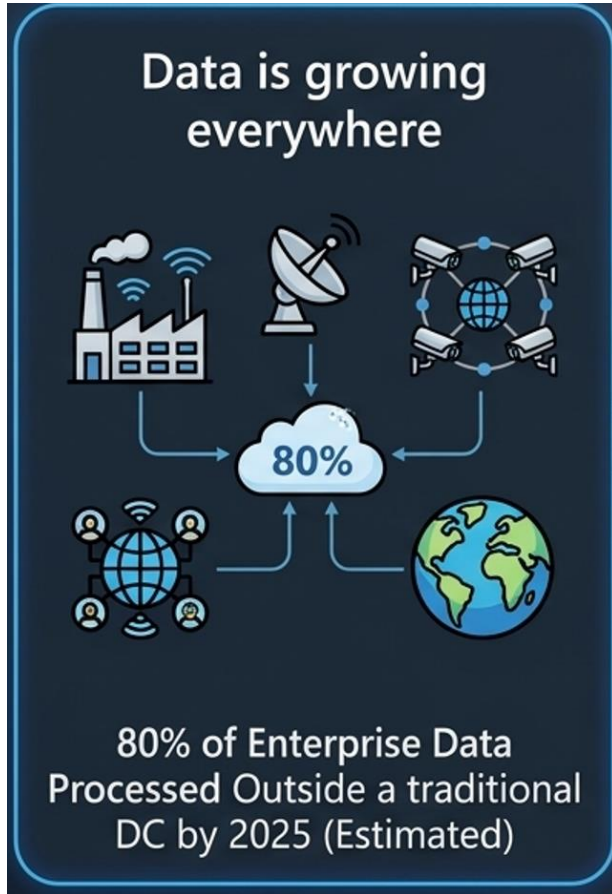 Data is growing
everywhere
80%
80% of Enterprise Data
Processed Outside a traditional
DC by 2025 (Estimated)